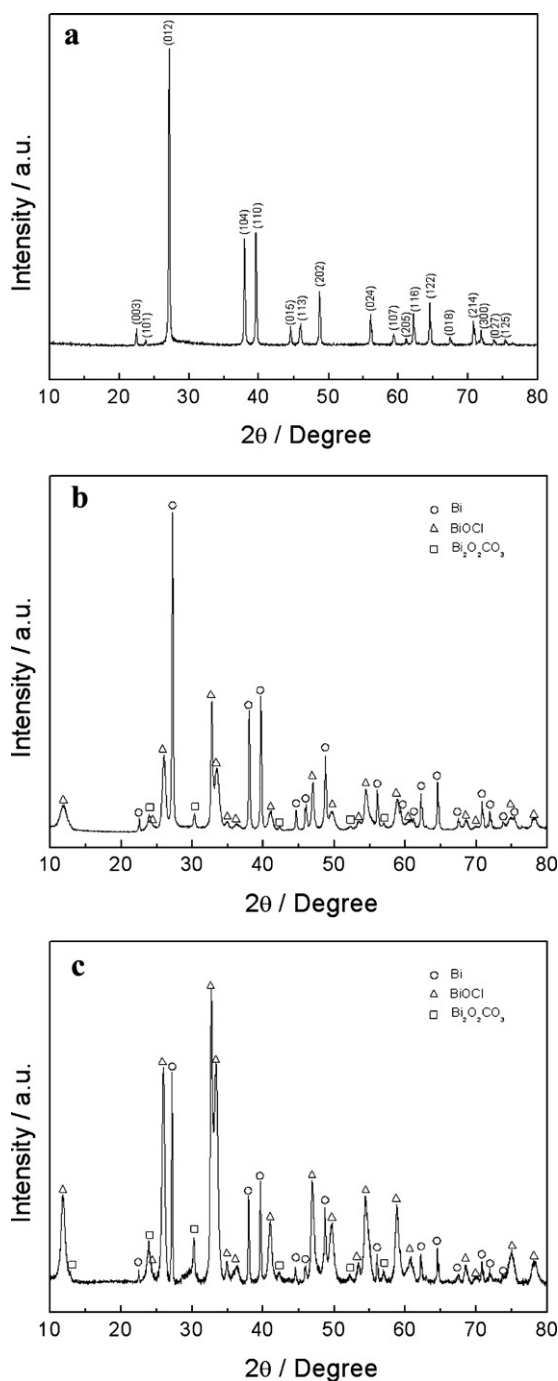 a
Intensity / a.u.
(003)
(101)
(012)
(104)
(110)
(015)
(113)
(202)
(024)
(107)
(205)
(116)
(122)
(018)
(214)
(300)
(027)
(125)
10 20 30 40 50 60 70 80
2θ / Degree
b
Intensity / a.u.
Bi
BiOCl
Bi₂O₂CO₃
10 20 30 40 50 60 70 80
2θ / Degree
c
Intensity / a.u.
Bi
BiOCl
Bi₂O₂CO₃
10 20 30 40 50 60 70 80
2θ / Degree